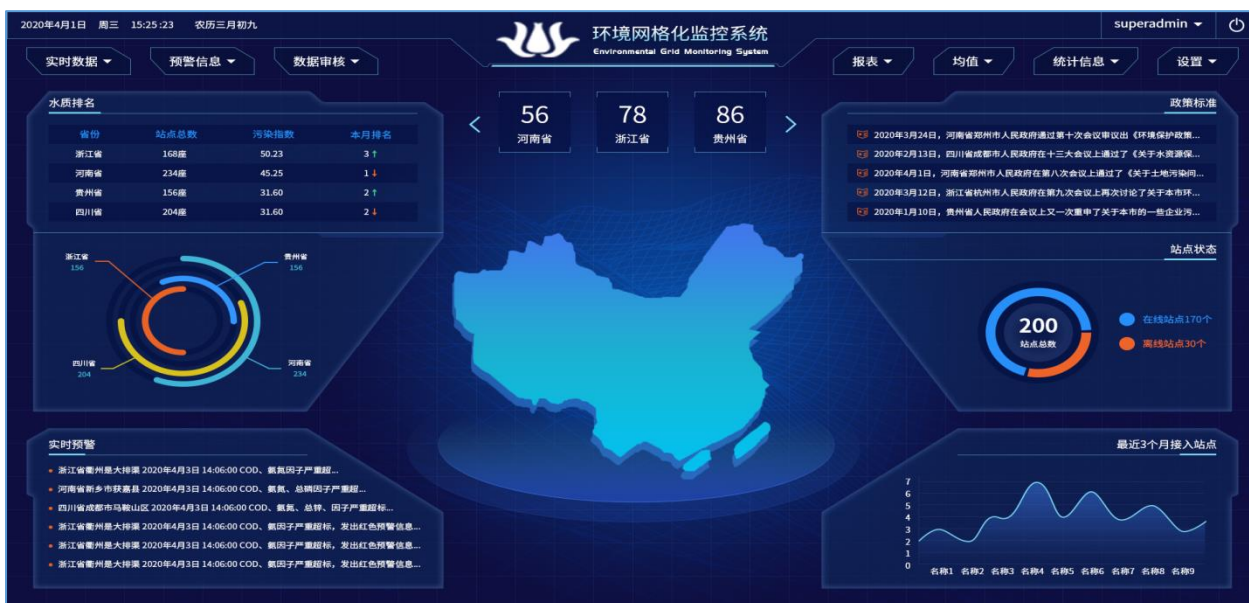 2020年4月1日 周三 15:25:23 农历三月初九
环境网格化监控系统
Environmental Grid Monitoring System
superadmin
实时数据 预警信息 数据审核
报表 均值 统计信息 设置
水质排名
省份 站点总数 污染指数 本月排名
浙江省 168座 50.23 3↑
河南省 234座 45.25 1↓
贵州省 156座 31.60 2↑
四川省 204座 31.60 2↓
浙江省
156
贵州省
156
四川省
204
河南省
234
实时预警
浙江省衢州是大排渠 2020年4月3日 14:06:00 COD、氨氮因子严重超...
河南省新乡市获嘉县 2020年4月3日 14:06:00 COD、氨氮、总磷因子严重超...
四川省成都市马鞍山区 2020年4月3日 14:06:00 COD、氨氮、总锌、因子严重超标...
浙江省衢州是大排渠 2020年4月3日 14:06:00 COD、氨因子严重超标，发出红色预警信息...
浙江省衢州是大排渠 2020年4月3日 14:06:00 COD、氨因子严重超标，发出红色预警信息...
浙江省衢州是大排渠 2020年4月3日 14:06:00 COD、氨因子严重超标，发出红色预警信息...
< 56 78 86 >
河南省 浙江省 贵州省
政策标准
2020年3月24日，河南省郑州市人民政府通过第十次会议审议出《环境保护政策...
2020年2月13日，四川省成都市人民政府在十三大会议上通过了《关于水资源保...
2020年4月1日，河南省郑州市人民政府在第八次会议上通过了《关于土地污染问...
2020年3月12日，浙江省杭州市人民政府在第九次会议上再次讨论了关于本市环...
2020年1月10日，贵州省人民政府在会议上又一次重申了关于本市的一些企业污...
站点状态
200
站点总数
在线站点170个
离线站点30个
最近3个月接入站点
7
6
5
4
3
2
1
0
名称1 名称2 名称3 名称4 名称5 名称6 名称7 名称8 名称9